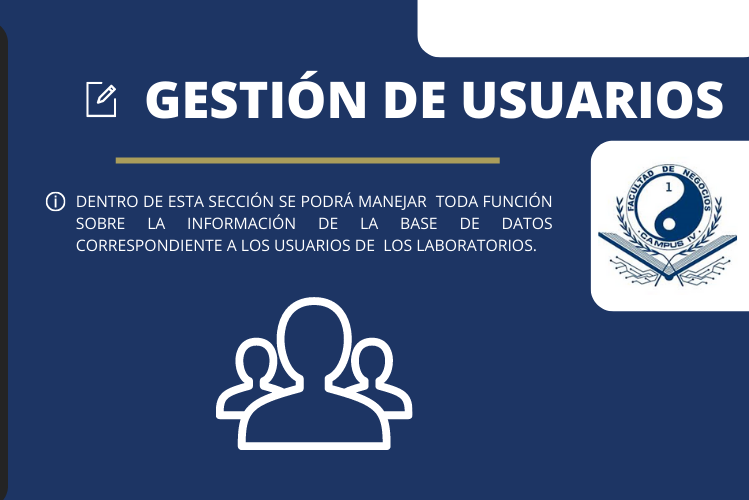 GESTIÓN DE USUARIOS
DENTRO DE ESTA SECCIÓN SE PODRÁ MANEJAR TODA FUNCIÓN
SOBRE LA INFORMACIÓN DE LA BASE DE DATOS
CORRESPONDIENTE A LOS USUARIOS DE LOS LABORATORIOS.
FACULTAD DE NEGOCIOS
1
· CAMPUS IV ·